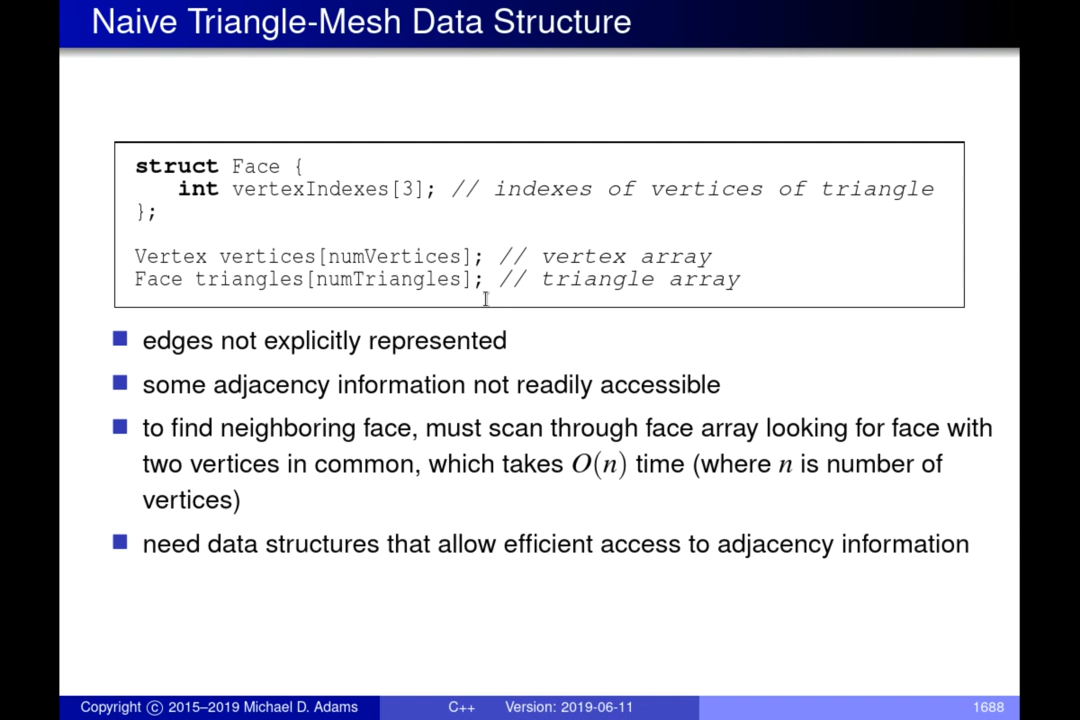 Naive Triangle-Mesh Data Structure
struct Face {
int vertexIndexes[3]; // indexes of vertices of triangle
};
Vertex vertices[numVertices]; // vertex array
Face triangles[numTriangles]; // triangle array
edges not explicitly represented
some adjacency information not readily accessible
to find neighboring face, must scan through face array looking for face with
two vertices in common, which takes O(n) time (where n is number of
vertices)
need data structures that allow efficient access to adjacency information
Copyright © 2015–2019 Michael D. Adams C++ Version: 2019-06-11 1688